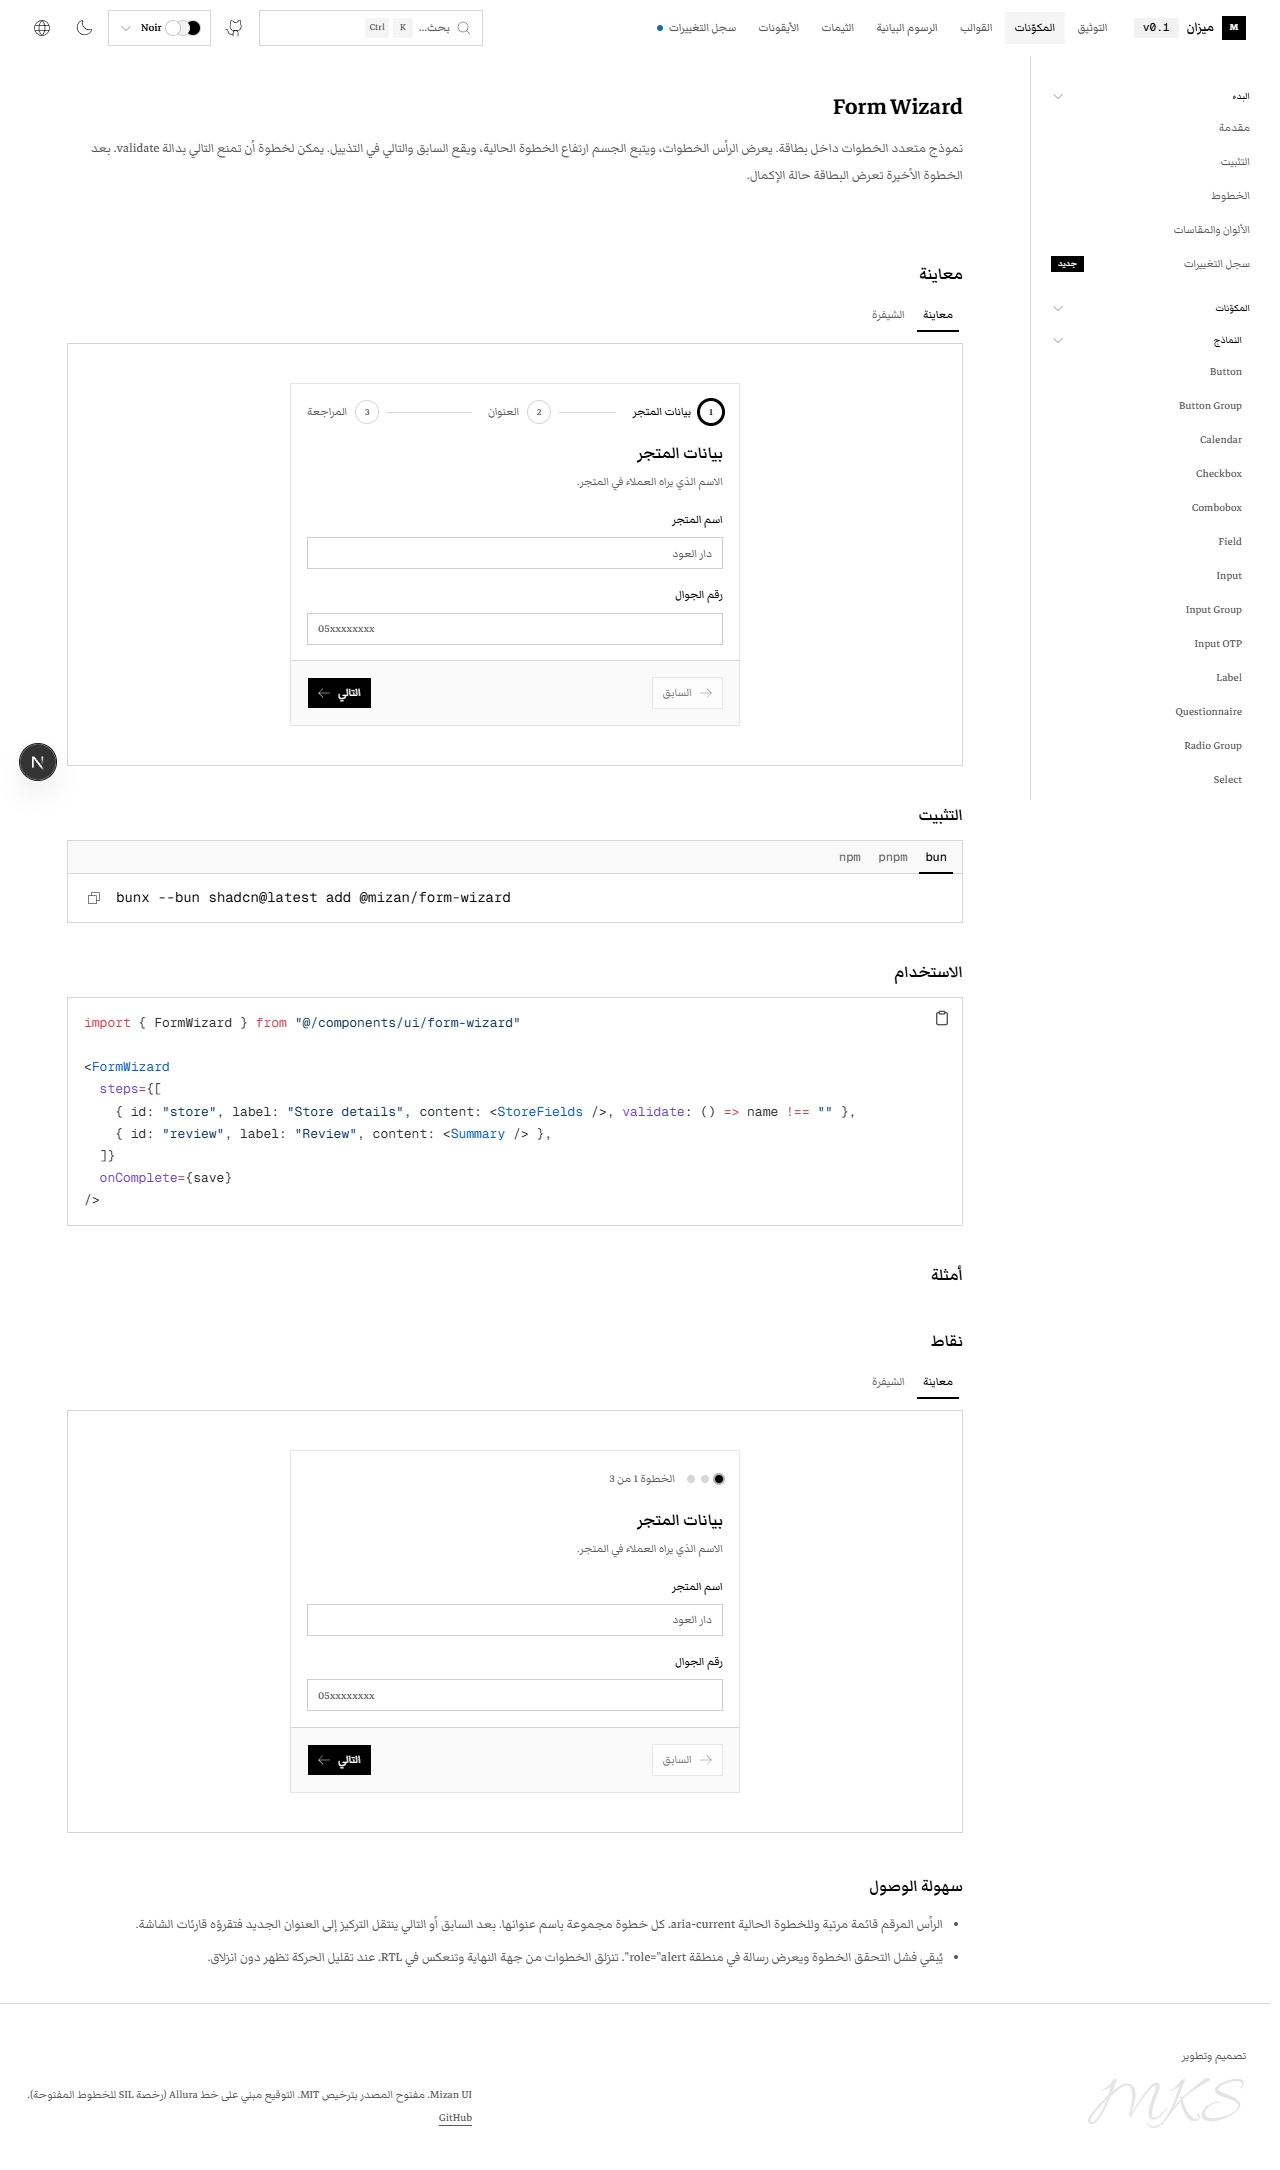 M ميزان v0.1 التوثيق المكوّنات القوالب الرسوم البيانية الثيمات الأيقونات سجل التغييرات بحث... K Ctrl Noir
البدء
مقدمة
التثبيت
الخطوط
الألوان والمقاسات
سجل التغييرات جديد
المكوّنات
النماذج
Button
Button Group
Calendar
Checkbox
Combobox
Field
Input
Input Group
Input OTP
Label
Questionnaire
Radio Group
Select
Form Wizard
نموذج متعدد الخطوات داخل بطاقة. يعرض الرأس الخطوات، ويتبع الجسم ارتفاع الخطوة الحالية، ويقع السابق والتالي في التذييل. يمكن لخطوة أن تمنع التالي بدالة validate. بعد
الخطوة الأخيرة تعرض البطاقة حالة الإكمال.
معاينة
معاينة الشيفرة
1 بيانات المتجر 2 العنوان 3 المراجعة
بيانات المتجر
الاسم الذي يراه العملاء في المتجر.
اسم المتجر
دار العود
رقم الجوال
05xxxxxxxx
السابق التالي
التثبيت
bun pnpm npm
bunx --bun shadcn@latest add @mizan/form-wizard
الاستخدام
import { FormWizard } from "@/components/ui/form-wizard"
<FormWizard
steps={[
{ id: "store", label: "Store details", content: <StoreFields />, validate: () => name !== "" },
{ id: "review", label: "Review", content: <Summary /> },
]}
onComplete={save}
/>
أمثلة
نقاط
معاينة الشيفرة
الخطوة 1 من 3
بيانات المتجر
الاسم الذي يراه العملاء في المتجر.
اسم المتجر
دار العود
رقم الجوال
05xxxxxxxx
السابق التالي
سهولة الوصول
• الرأس المرقم قائمة مرتبة وللخطوة الحالية aria-current. كل خطوة مجموعة باسم عنوانها. بعد السابق أو التالي ينتقل التركيز إلى العنوان الجديد فتقرؤه قارئات الشاشة.
• يُبقي فشل التحقق الخطوة ويعرض رسالة في منطقة role="alert". تنزلق الخطوات من جهة النهاية وتنعكس في RTL. عند تقليل الحركة تظهر دون انزلاق.
تصميم وتطوير
MKS
Mizan UI. مفتوح المصدر بترخيص MIT. التوقيع مبني على خط Allura (رخصة SIL للخطوط المفتوحة).
GitHub